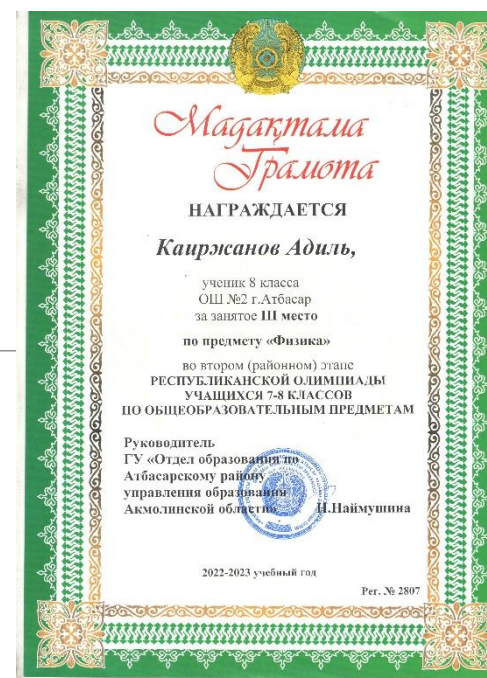 Мадақтама
Грамота
НАГРАЖДАЕТСЯ
Каиржанов Адиль,
ученик 8 класса
ОШ №2 г.Атбасар
за занятое III место
по предмету «Физика»
во втором (районном) этапе
РЕСПУБЛИКАНСКОЙ ОЛИМПИАДЫ
УЧАЩИХСЯ 7-8 КЛАССОВ
ПО ОБЩЕОБРАЗОВАТЕЛЬНЫМ ПРЕДМЕТАМ
Руководитель
ГУ «Отдел образования по
Атбасарскому району
управления образования
Акмолинской области» Н.Наймушина
2022-2023 учебный год
Рег. № 2807